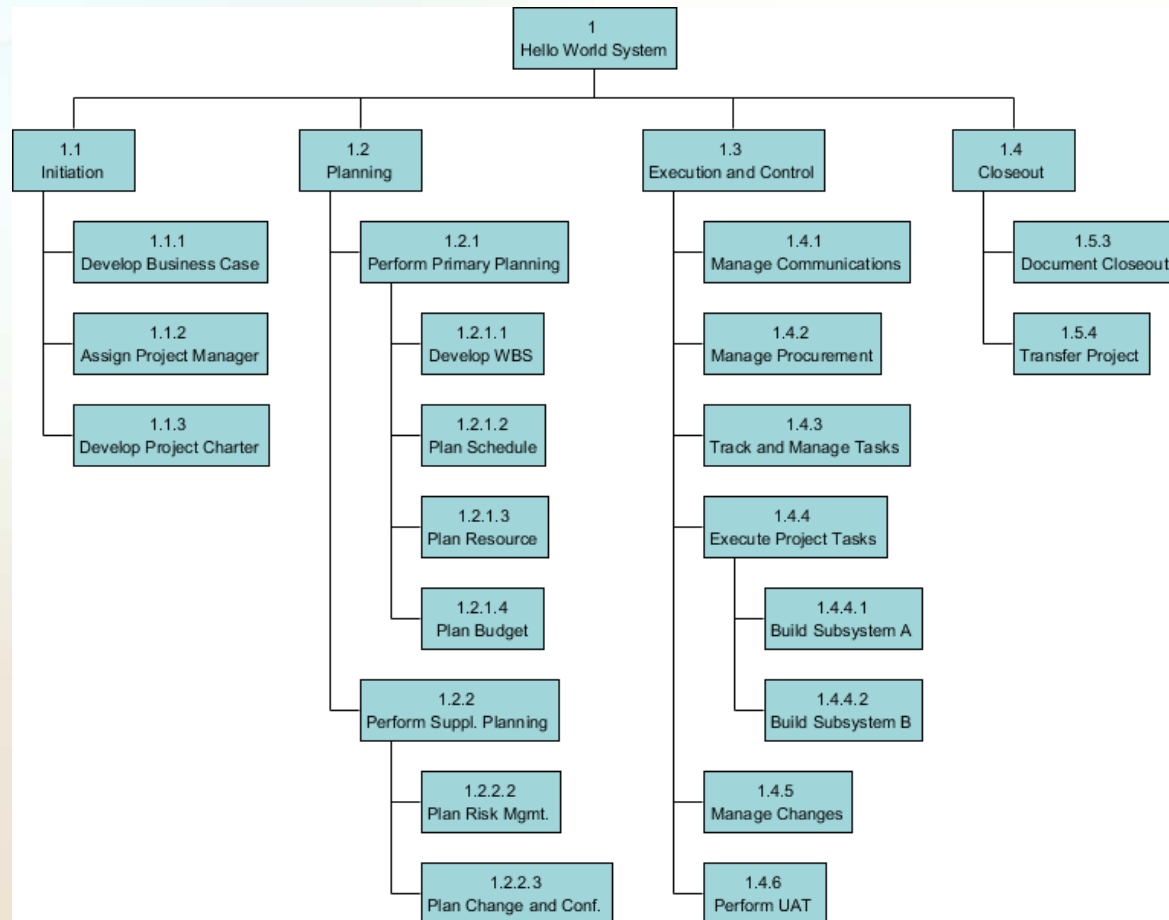 1
Hello World System
1.1
Initiation
1.1.1
Develop Business Case
1.1.2
Assign Project Manager
1.1.3
Develop Project Charter
1.2
Planning
1.2.1
Perform Primary Planning
1.2.1.1
Develop WBS
1.2.1.2
Plan Schedule
1.2.1.3
Plan Resource
1.2.1.4
Plan Budget
1.2.2
Perform Suppl. Planning
1.2.2.2
Plan Risk Mgmt.
1.2.2.3
Plan Change and Conf.
1.3
Execution and Control
1.4.1
Manage Communications
1.4.2
Manage Procurement
1.4.3
Track and Manage Tasks
1.4.4
Execute Project Tasks
1.4.4.1
Build Subsystem A
1.4.4.2
Build Subsystem B
1.4.5
Manage Changes
1.4.6
Perform UAT
1.4
Closeout
1.5.3
Document Closeout
1.5.4
Transfer Project